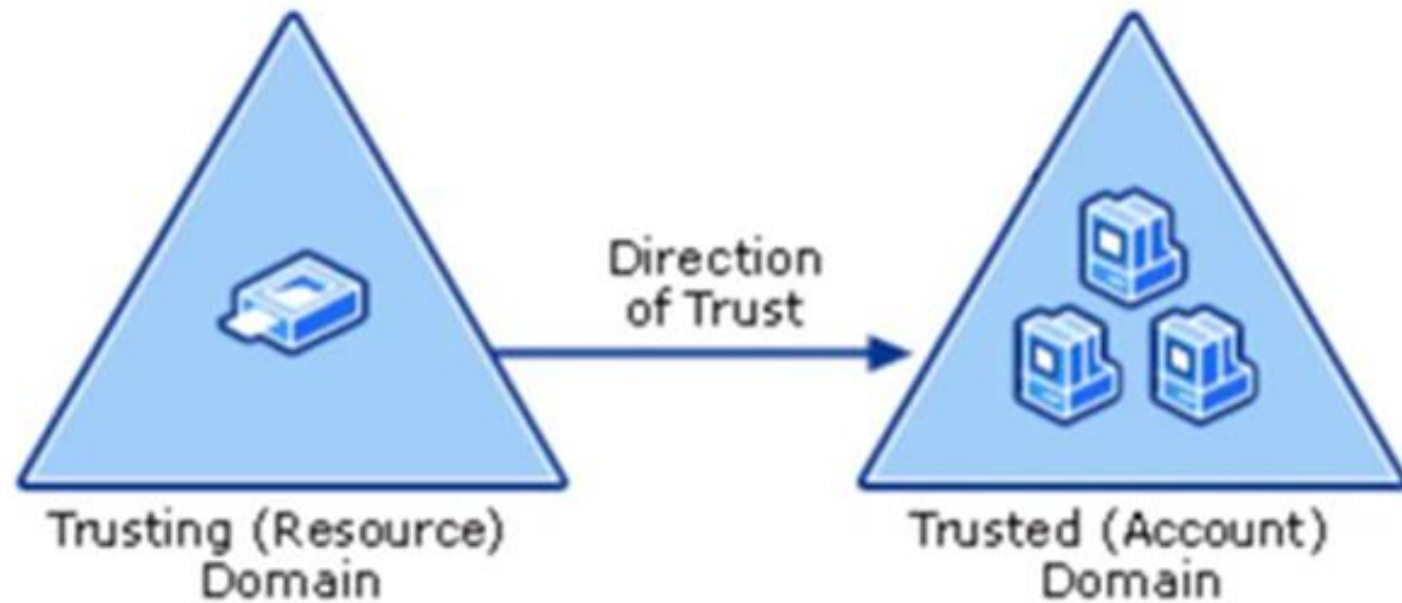 Direction
of Trust
Trusting (Resource)
Domain
Trusted (Account)
Domain